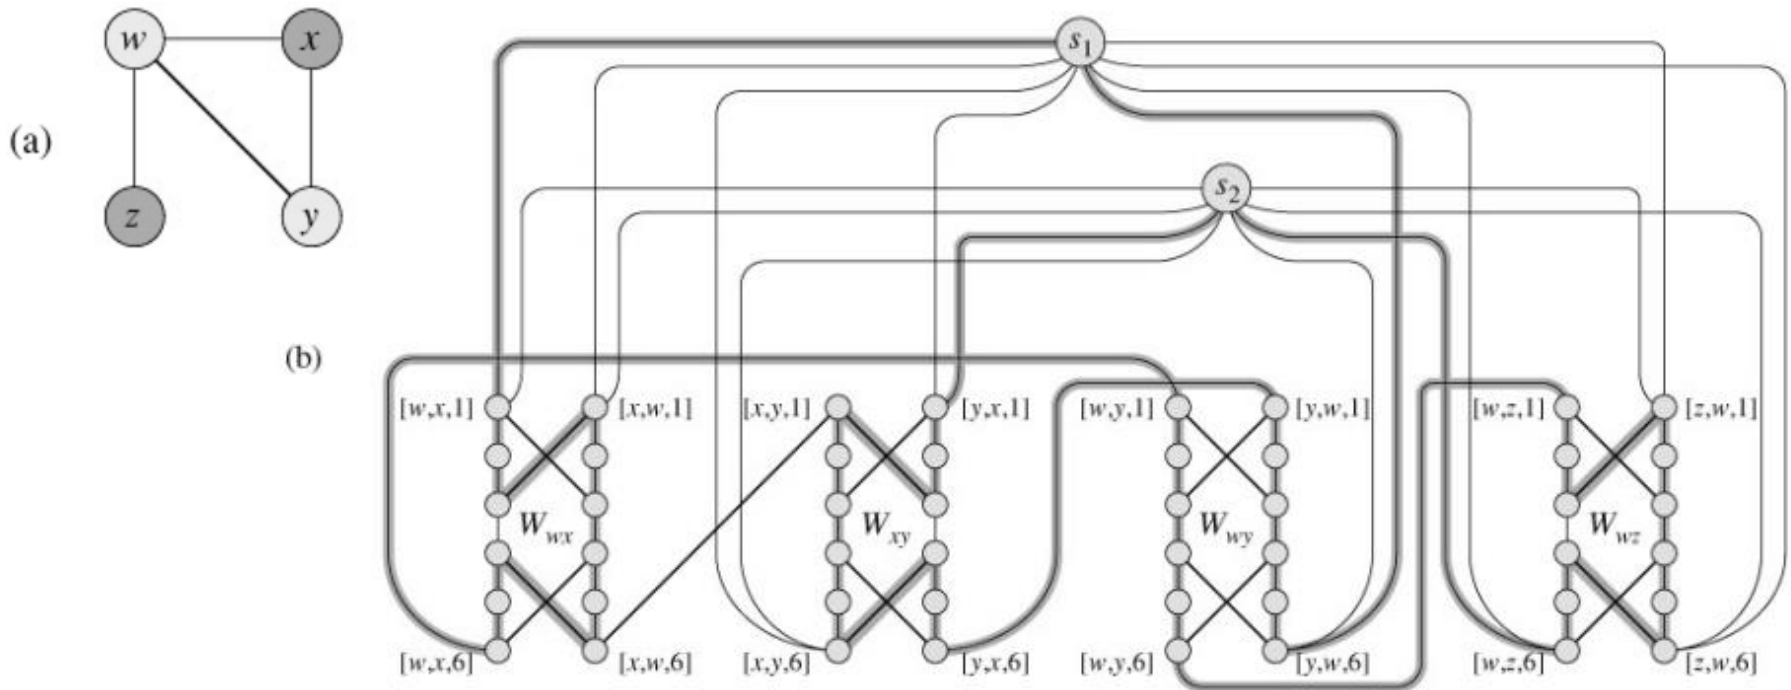 (a)
w x
z y
s1
s2
(b)
[w,x,1] [x,w,1] [x,y,1] [y,x,1] [w,y,1] [y,w,1] [w,z,1] [z,w,1]
Wwx Wxy Wwy Wwz
[w,x,6] [x,w,6] [x,y,6] [y,x,6] [w,y,6] [y,w,6] [w,z,6] [z,w,6]